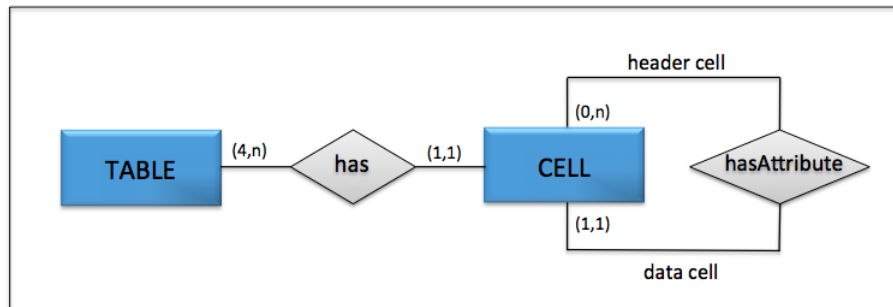 header cell
(0,n)
(4,n)
(1,1)
TABLE
has
CELL
hasAttribute
(1,1)
data cell